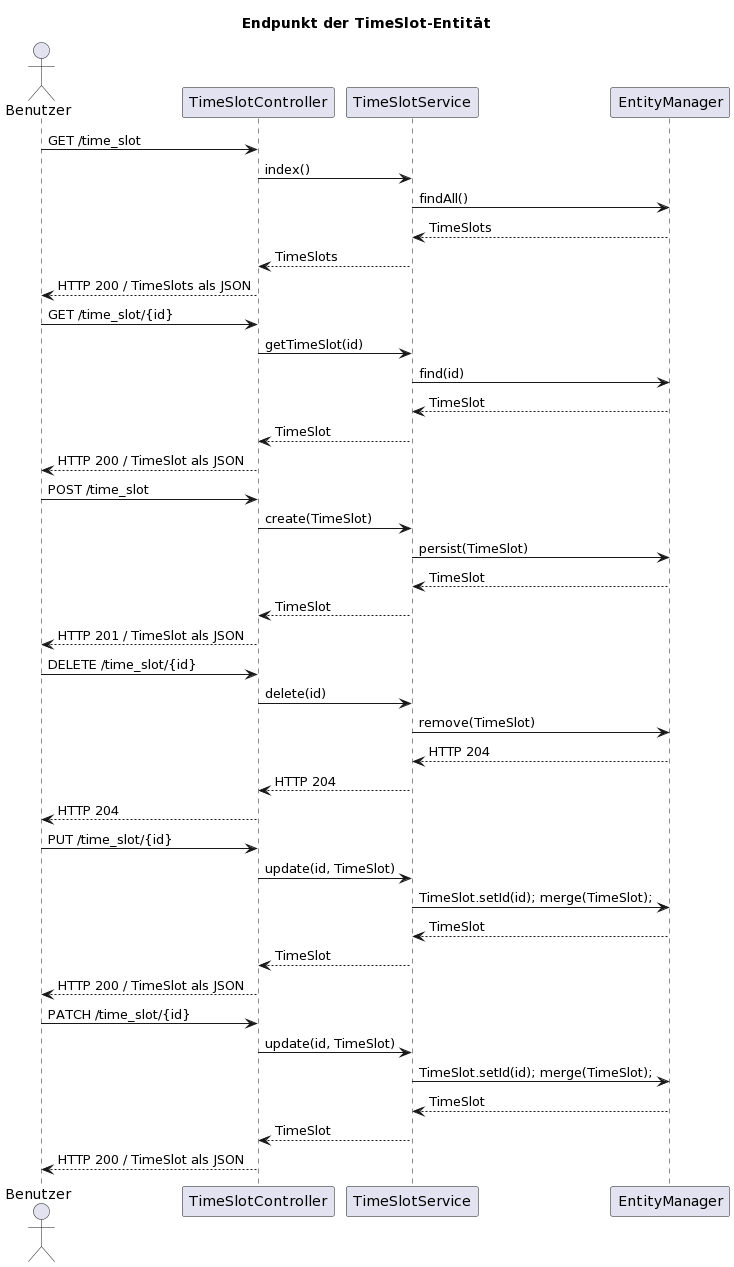 Endpunkt der TimeSlot-Entität
Benutzer
TimeSlotController
TimeSlotService
EntityManager
GET /time_slot
index()
findAll()
TimeSlots
TimeSlots
HTTP 200 / TimeSlots als JSON
GET /time_slot/{id}
getTimeSlot(id)
find(id)
TimeSlot
TimeSlot
HTTP 200 / TimeSlot als JSON
POST /time_slot
create(TimeSlot)
persist(TimeSlot)
TimeSlot
TimeSlot
HTTP 201 / TimeSlot als JSON
DELETE /time_slot/{id}
delete(id)
remove(TimeSlot)
HTTP 204
HTTP 204
HTTP 204
PUT /time_slot/{id}
update(id, TimeSlot)
TimeSlot.setId(id); merge(TimeSlot);
TimeSlot
TimeSlot
HTTP 200 / TimeSlot als JSON
PATCH /time_slot/{id}
update(id, TimeSlot)
TimeSlot.setId(id); merge(TimeSlot);
TimeSlot
TimeSlot
HTTP 200 / TimeSlot als JSON
Benutzer
TimeSlotController
TimeSlotService
EntityManager